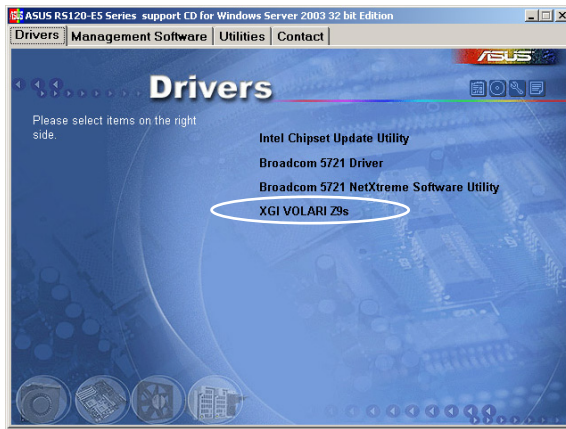 ASUS RS120-E5 Series support CD for Windows Server 2003 32 bit Edition
Drivers Management Software Utilities Contact
ASUS
Drivers
Please select items on the right
side.
Intel Chipset Update Utility
Broadcom 5721 Driver
Broadcom 5721 NetXtreme Software Utility
XGI VOLARI Z9s